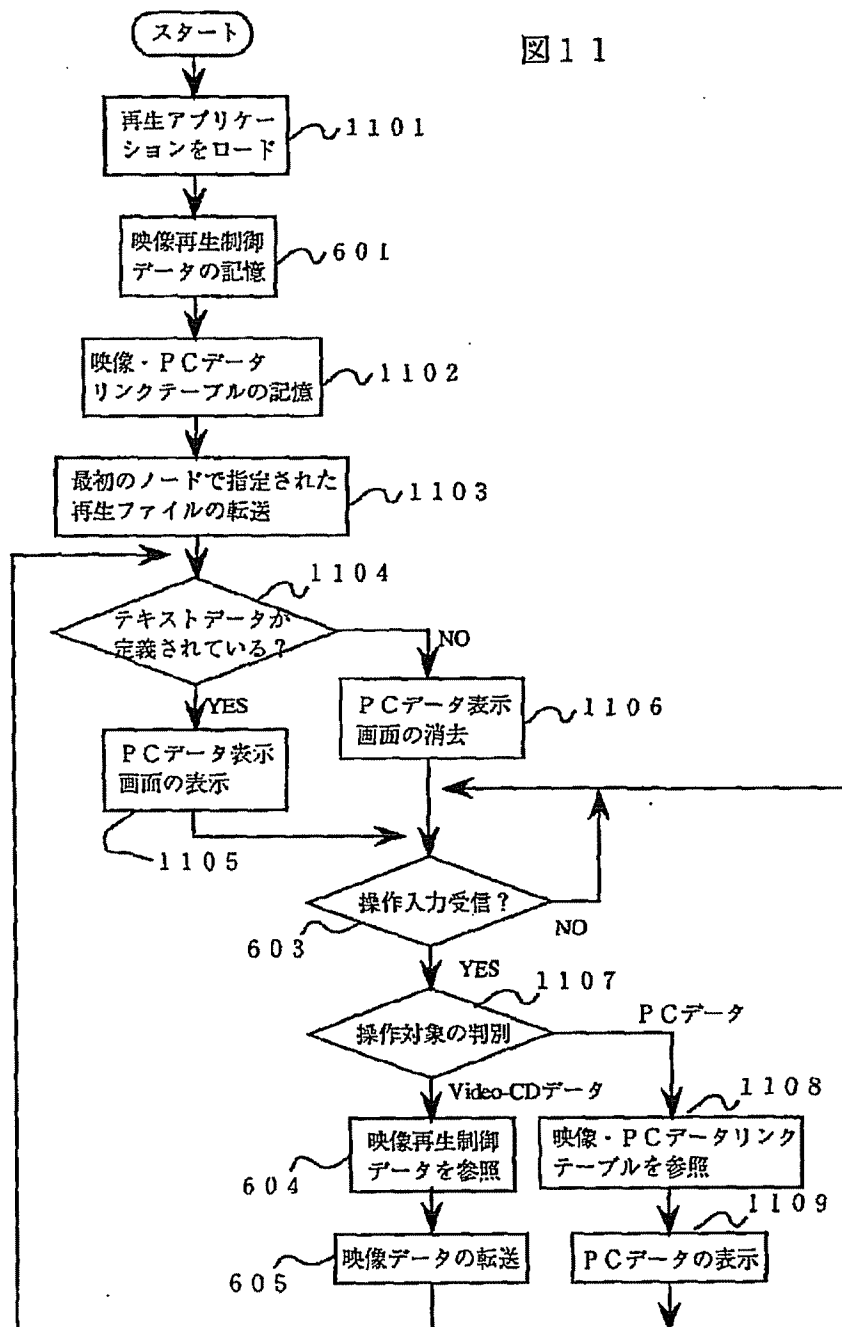 スタート
図11
再生アプリケー
ションをロード
1101
映像再生制御
データの記憶
601
映像・PCデータ
リンクテーブルの記憶
1102
最初のノードで指定された
再生ファイルの転送
1103
1104
テキストデータが
定義されている？
NO
YES
PCデータ表示
画面の消去
1106
PCデータ表示
画面の表示
1105
操作入力受信？
603
NO
YES
1107
操作対象の判別
PCデータ
Video-CDデータ
1108
映像再生制御
データを参照
604
映像・PCデータリンク
テーブルを参照
1109
映像データの転送
605
PCデータの表示